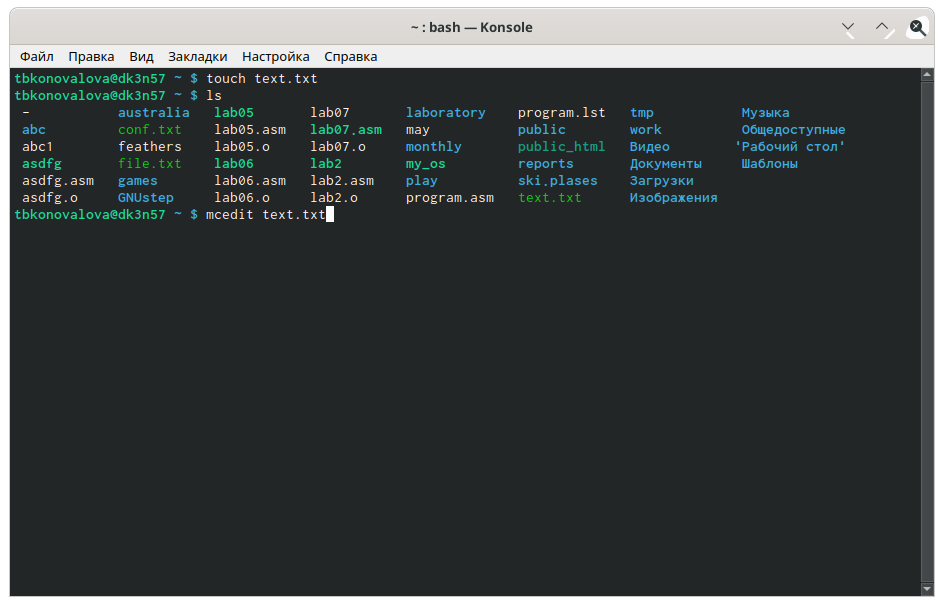 ~ : bash — Konsole
Файл Правка Вид Закладки Настройка Справка
tbkonovalova@dk3n57 ~ $ touch text.txt
tbkonovalova@dk3n57 ~ $ ls
- australia lab05 lab07 laboratory program.lst tmp Музыка
abc conf.txt lab05.asm lab07.asm may public work Общедоступные
abc1 feathers lab05.o lab07.o monthly public_html Видео 'Рабочий стол'
asdfg file.txt lab06 lab2 my_os reports Документы Шаблоны
asdfg.asm games lab06.asm lab2.asm play ski.plases Загрузки
asdfg.o GNUstep lab06.o lab2.o program.asm text.txt Изображения
tbkonovalova@dk3n57 ~ $ mcedit text.txt